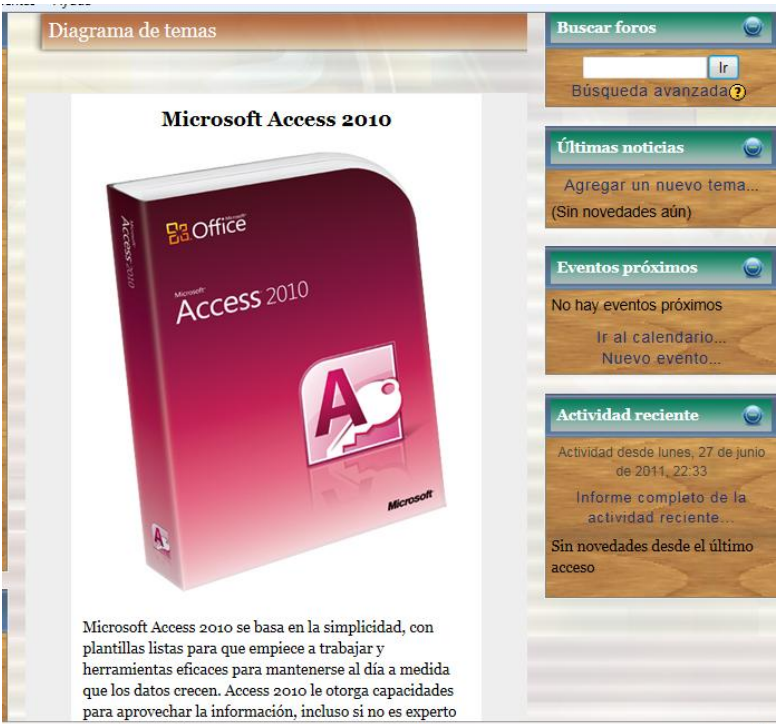 Diagrama de temas
Microsoft Access 2010
Microsoft
Access 2010
Microsoft
Office
Microsoft
Access 2010
Microsoft
Microsoft Access 2010 se basa en la simplicidad, con
plantillas listas para que empiece a trabajar y
herramientas eficaces para mantenerse al día a medida
que los datos crecen. Access 2010 le otorga capacidades
para aprovechar la información, incluso si no es experto
Buscar foros
Ir
Búsqueda avanzada?
Últimas noticias
Agregar un nuevo tema...
(Sin novedades aún)
Eventos próximos
No hay eventos próximos
Ir al calendario...
Nuevo evento...
Actividad reciente
Actividad desde lunes, 27 de junio
de 2011, 22:33
Informe completo de la
actividad reciente...
Sin novedades desde el último
acceso